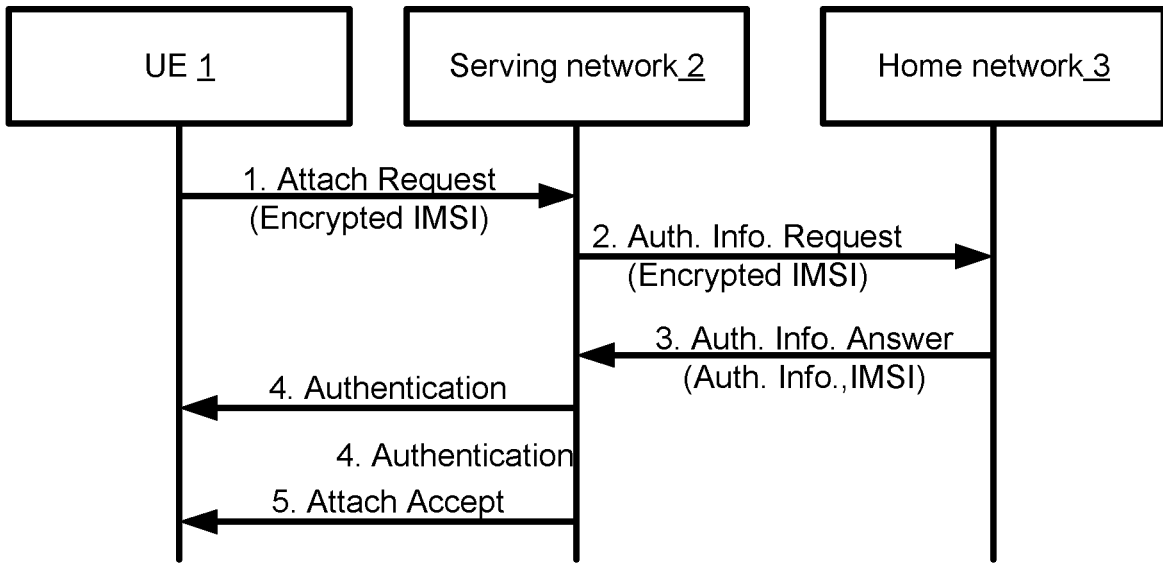 UE 1
Serving network 2
Home network 3
1. Attach Request
(Encrypted IMSI)
2. Auth. Info. Request
(Encrypted IMSI)
3. Auth. Info. Answer
(Auth. Info.,IMSI)
4. Authentication
4. Authentication
5. Attach Accept